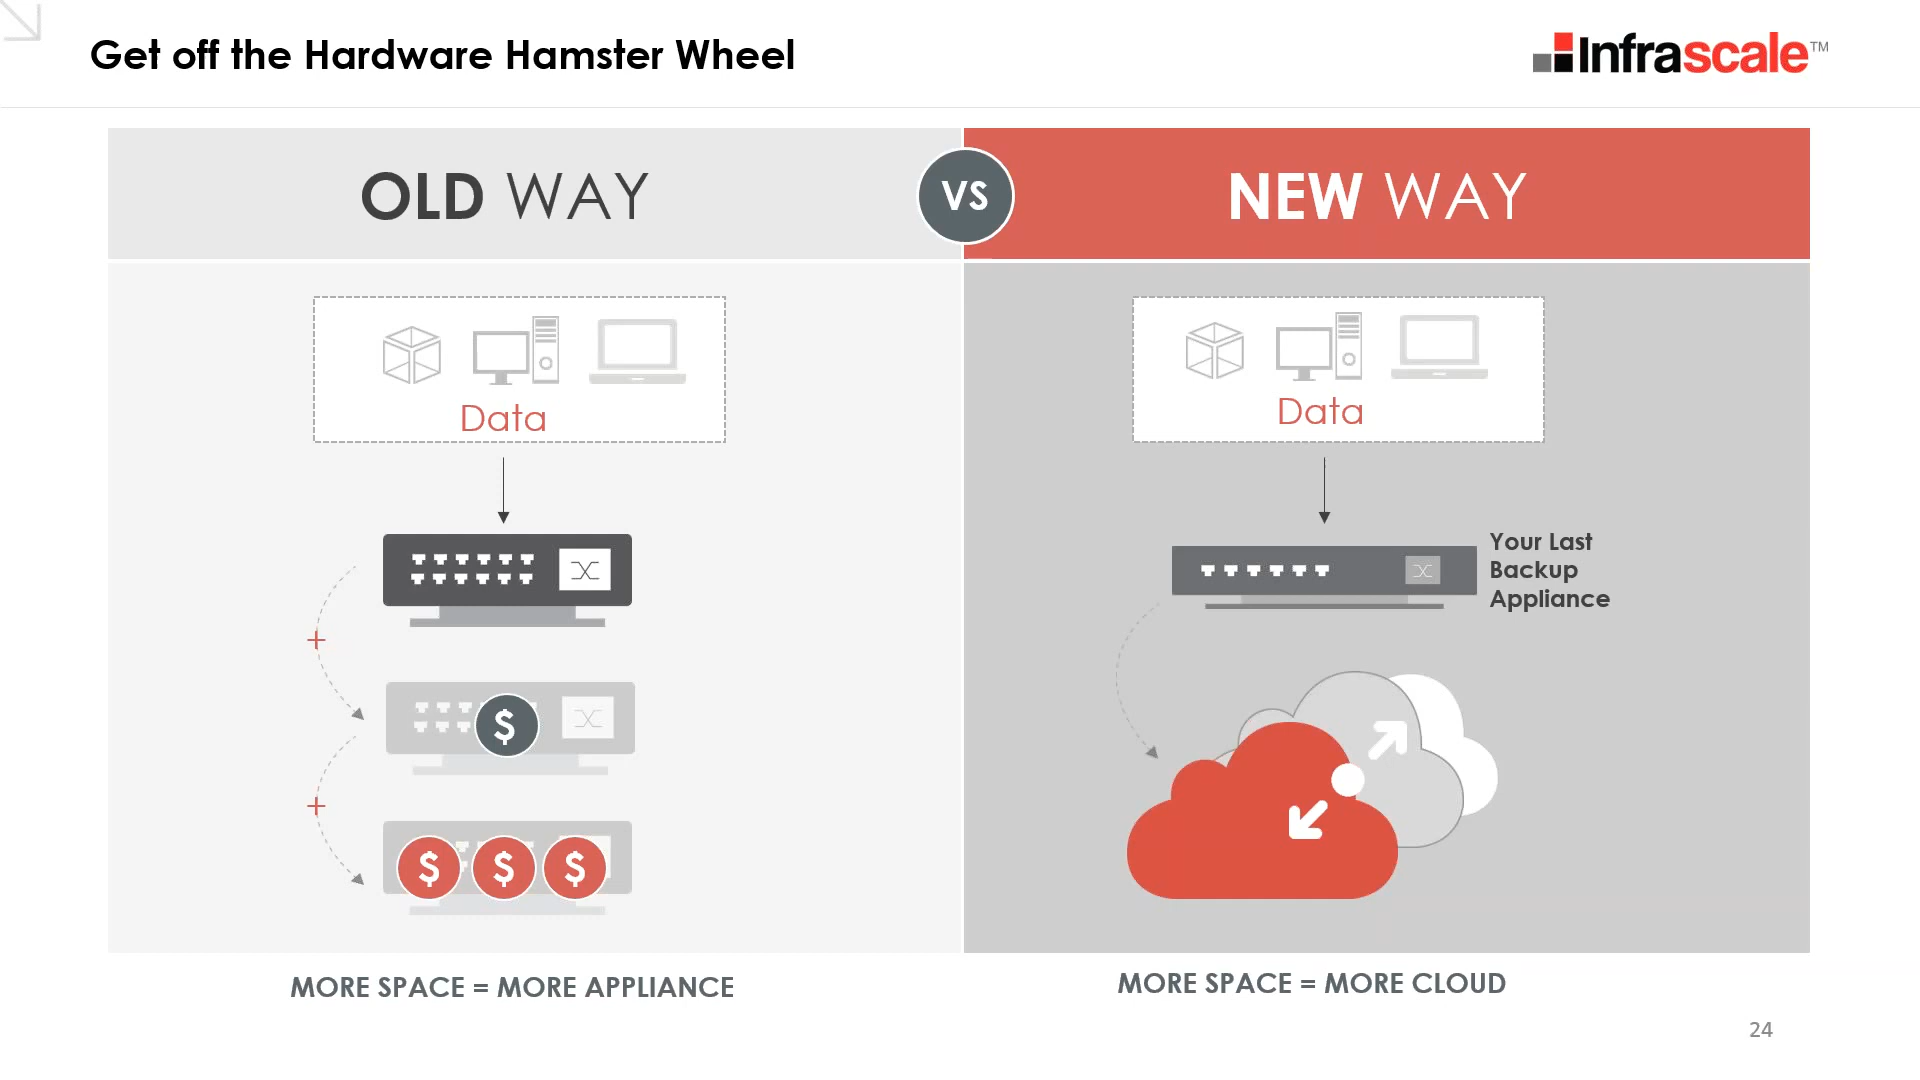 Get off the Hardware Hamster Wheel
Infrascale™
OLD WAY
VS
NEW WAY
Data
$
$ $ $
MORE SPACE = MORE APPLIANCE
Data
Your Last
Backup
Appliance
MORE SPACE = MORE CLOUD
24